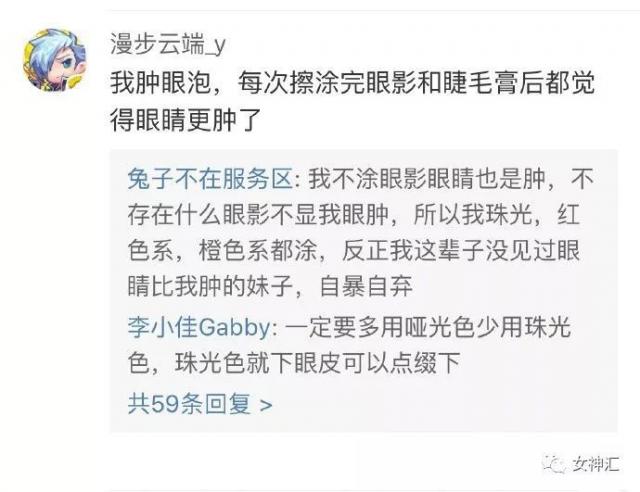 漫步云端_y
我肿眼泡，每次擦涂完眼影和睫毛膏后都觉
得眼睛更肿了
兔子不在服务区: 我不涂眼影眼睛也是肿，不
存在什么眼影不显我眼肿，所以我珠光，红
色系，橙色系都涂，反正我这辈子没见过眼
睛比我肿的妹子，自暴自弃
李小佳Gabby: 一定要多用哑光色少用珠光
色，珠光色就下眼皮可以点缀下
共59条回复 >
女神汇